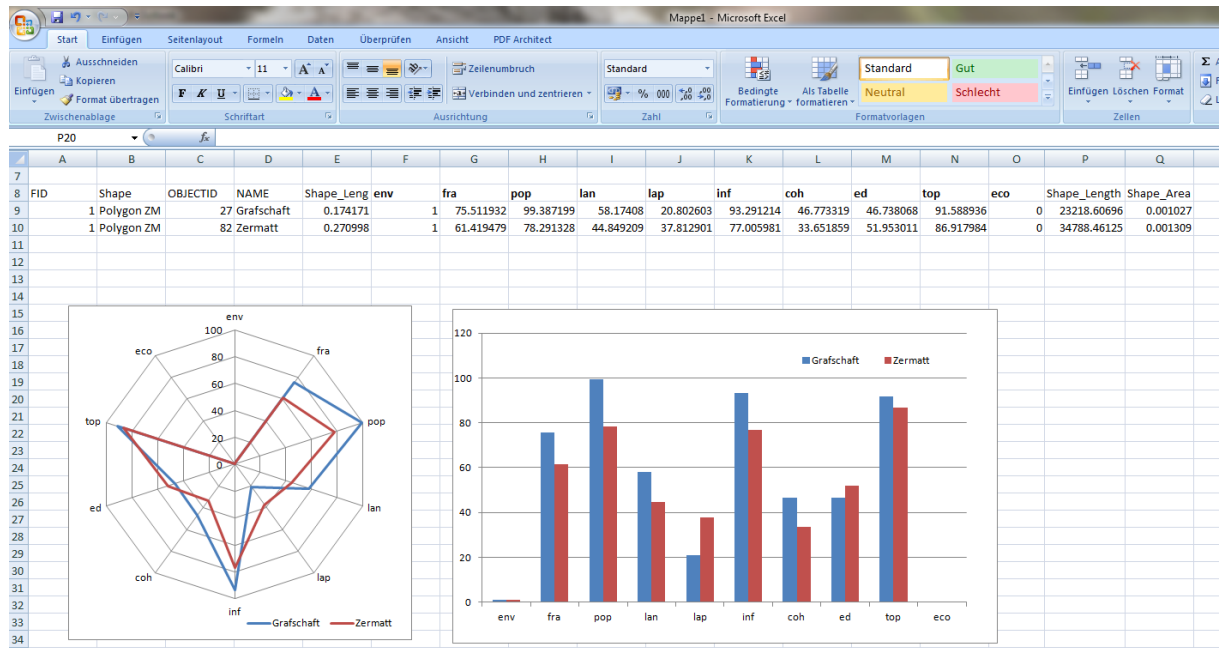 Mappe1 - Microsoft Excel
Start Einfügen Seitenlayout Formeln Daten Überprüfen Ansicht PDF Architect
Einfügen
Ausschneiden
Kopieren
Format übertragen
Zwischenablage
Calibri 11
F K U
Schriftart
Zeilenumbruch
Verbinden und zentrieren
Ausrichtung
Standard
% 000
Zahl
Bedingte Formatierung
Als Tabelle formatieren
Standard Gut
Neutral Schlecht
Formatvorlagen
Einfügen Löschen Format
Zellen
P20 fx
A B C D E F G H I J K L M N O P Q
7
8 FID Shape OBJECTID NAME Shape_Leng env fra pop lan lap inf coh ed top eco Shape_Length Shape_Area
9 1 Polygon ZM 27 Grafschaft 0.174171 1 75.511932 99.387199 58.17408 20.802603 93.291214 46.773319 46.738068 91.588936 0 23218.60696 0.001027
10 1 Polygon ZM 82 Zermatt 0.270998 1 61.419479 78.291328 44.849209 37.812901 77.005981 33.651859 51.953011 86.917984 0 34788.46125 0.001309
11
12
13
14
15
16
17
18
19
20
21
22
23
24
25
26
27
28
29
30
31
32
33
34
env
100
eco fra
80
60
40
top pop
20
0
ed lan
coh lap
inf
Grafschaft Zermatt
120
Grafschaft Zermatt
100
80
60
40
20
0
env fra pop lan lap inf coh ed top eco